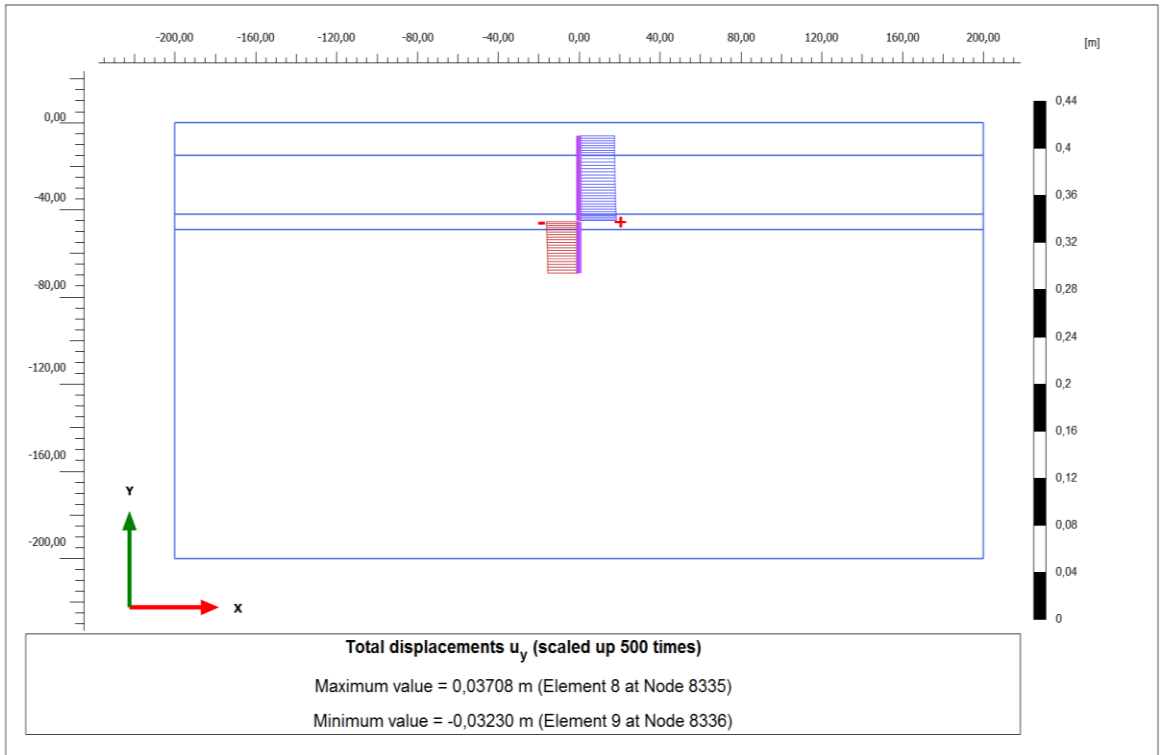 -200,00 -160,00 -120,00 -80,00 -40,00 0,00 40,00 80,00 120,00 160,00 200,00
[m]
0,44
0,00
0,4
0,36
-40,00
0,32
- +
0,28
-80,00
0,24
0,2
-120,00
0,16
-160,00
0,12
Y
0,08
-200,00
0,04
X
0
Total displacements uy (scaled up 500 times)
Maximum value = 0,03708 m (Element 8 at Node 8335)
Minimum value = -0,03230 m (Element 9 at Node 8336)